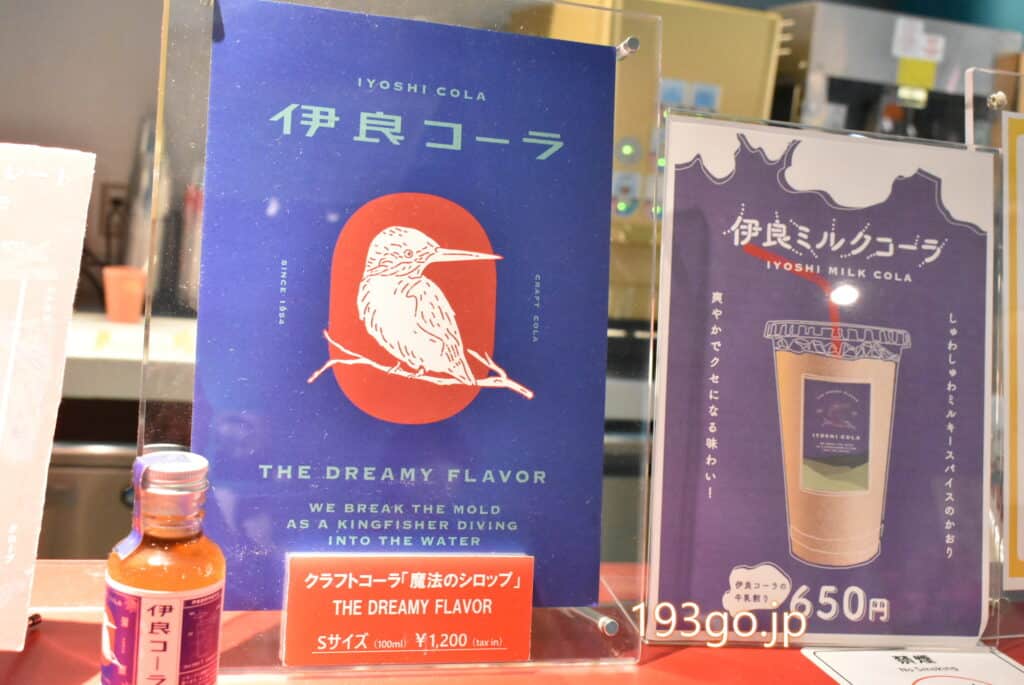 IYOSHI COLA
伊良コーラ
SINCE 1954
CRAFT COLA
THE DREAMY FLAVOR
WE BREAK THE MOLD
AS A KINGFISHER DIVING
INTO THE WATER
クラフトコーラ「魔法のシロップ」
THE DREAMY FLAVOR
Sサイズ (100ml) ¥1,200 (tax in)
伊良コーラ
伊良ミルクコーラ
IYOSHI MILK COLA
しゅわしゅわミルキースパイスのかおり
爽やかでクセになる味わい!
IYOSHI COLA
伊良コーラの
牛乳割り
650円
193go.jp
禁煙
No Smoking